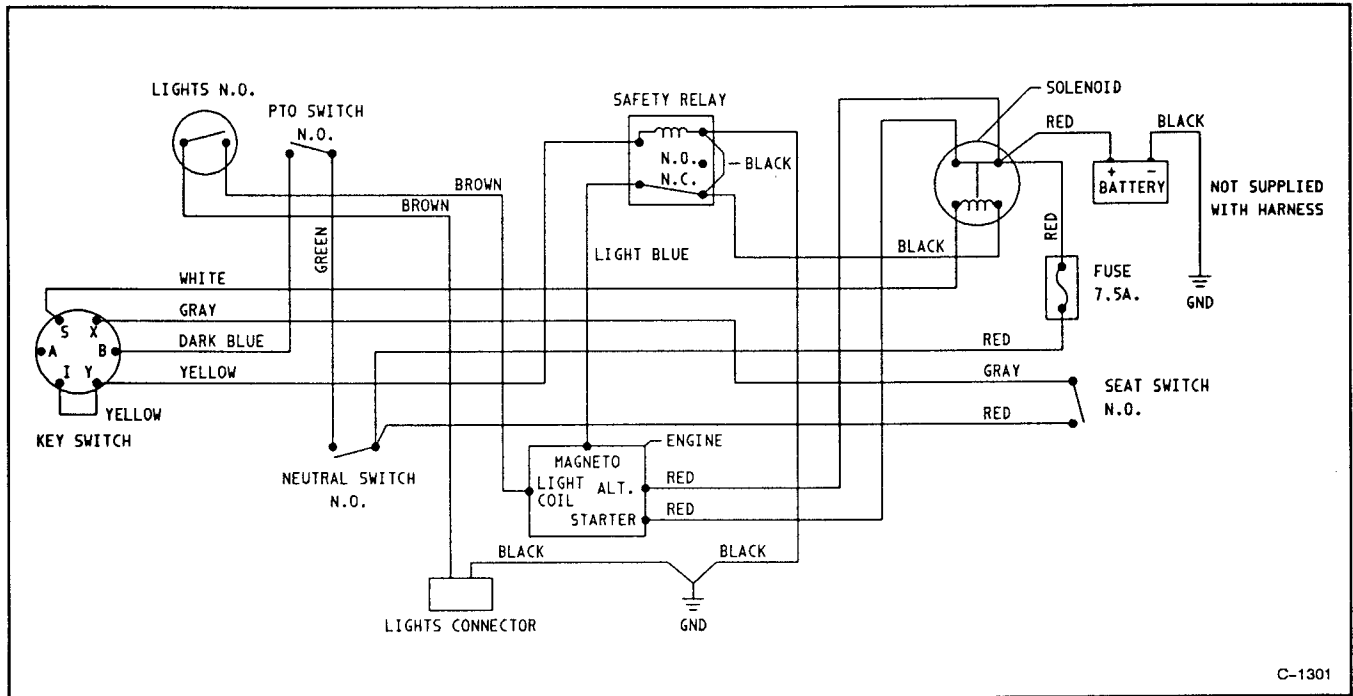 LIGHTS N.O.
PTO SWITCH
N.O.
SAFETY RELAY
N.O.
N.C.
BLACK
SOLENOID
RED
BLACK
+ -
BATTERY
NOT SUPPLIED
WITH HARNESS
BROWN
BROWN
GREEN
LIGHT BLUE
BLACK
RED
FUSE
7.5A.
GND
WHITE
GRAY
DARK BLUE
YELLOW
S X
A B
I Y
YELLOW
KEY SWITCH
RED
GRAY
RED
SEAT SWITCH
N.O.
NEUTRAL SWITCH
N.O.
ENGINE
MAGNETO
LIGHT
COIL
ALT.
STARTER
RED
RED
BLACK
BLACK
LIGHTS CONNECTOR
GND
C-1301